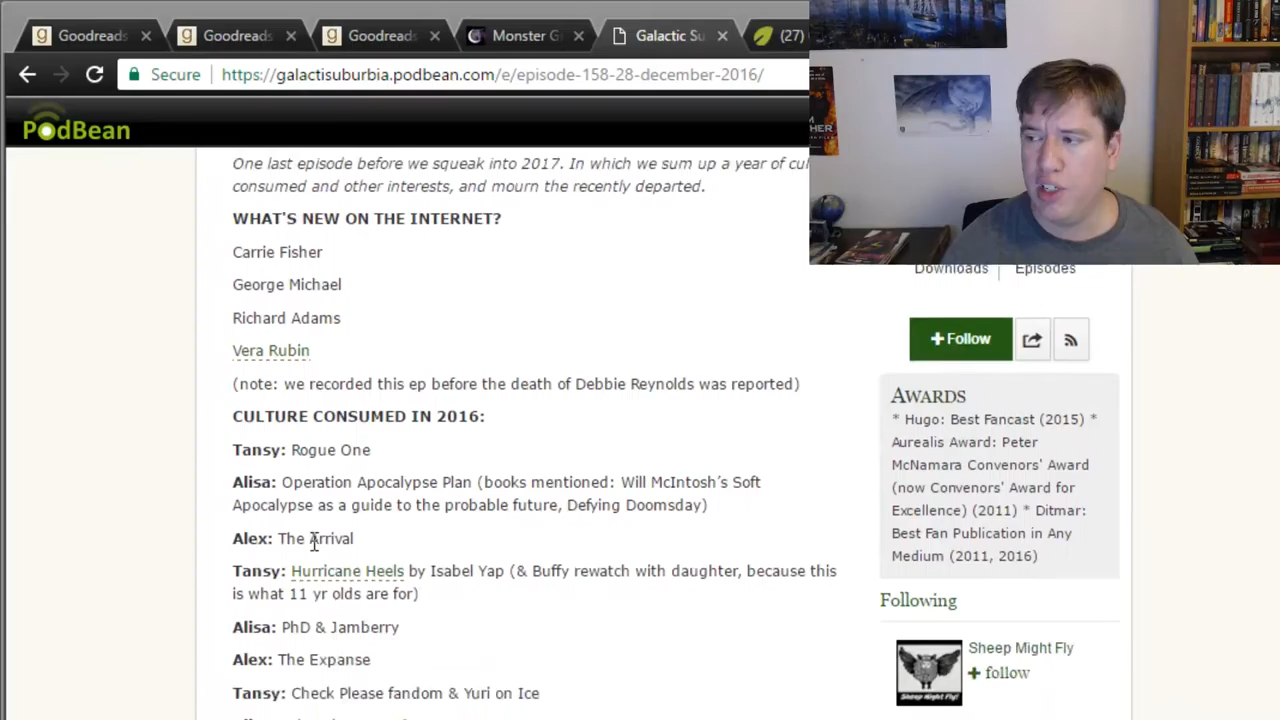 Goodreads
Goodreads
Goodreads
Monster G
Galactic Su
(27)
Secure
https://galactisuburbia.podbean.com/e/episode-158-28-december-2016/
PodBean
One last episode before we squeak into 2017. In which we sum up a year of cul
consumed and other interests, and mourn the recently departed.
WHAT'S NEW ON THE INTERNET?
Carrie Fisher
George Michael
Richard Adams
Vera Rubin
(note: we recorded this ep before the death of Debbie Reynolds was reported)
CULTURE CONSUMED IN 2016:
Tansy: Rogue One
Alisa: Operation Apocalypse Plan (books mentioned: Will McIntosh's Soft
Apocalypse as a guide to the probable future, Defying Doomsday)
Alex: The Arrival
Tansy: Hurricane Heels by Isabel Yap (& Buffy rewatch with daughter, because this
is what 11 yr olds are for)
Alisa: PhD & Jamberry
Alex: The Expanse
Tansy: Check Please fandom & Yuri on Ice
Downloads
Episodes
+Follow
AWARDS
* Hugo: Best Fancast (2015) *
Aurealis Award: Peter
McNamara Convenors' Award
(now Convenors' Award for
Excellence) (2011) * Ditmar:
Best Fan Publication in Any
Medium (2011, 2016)
Following
Sheep Might Fly
+ follow
Sheep Might Fly!